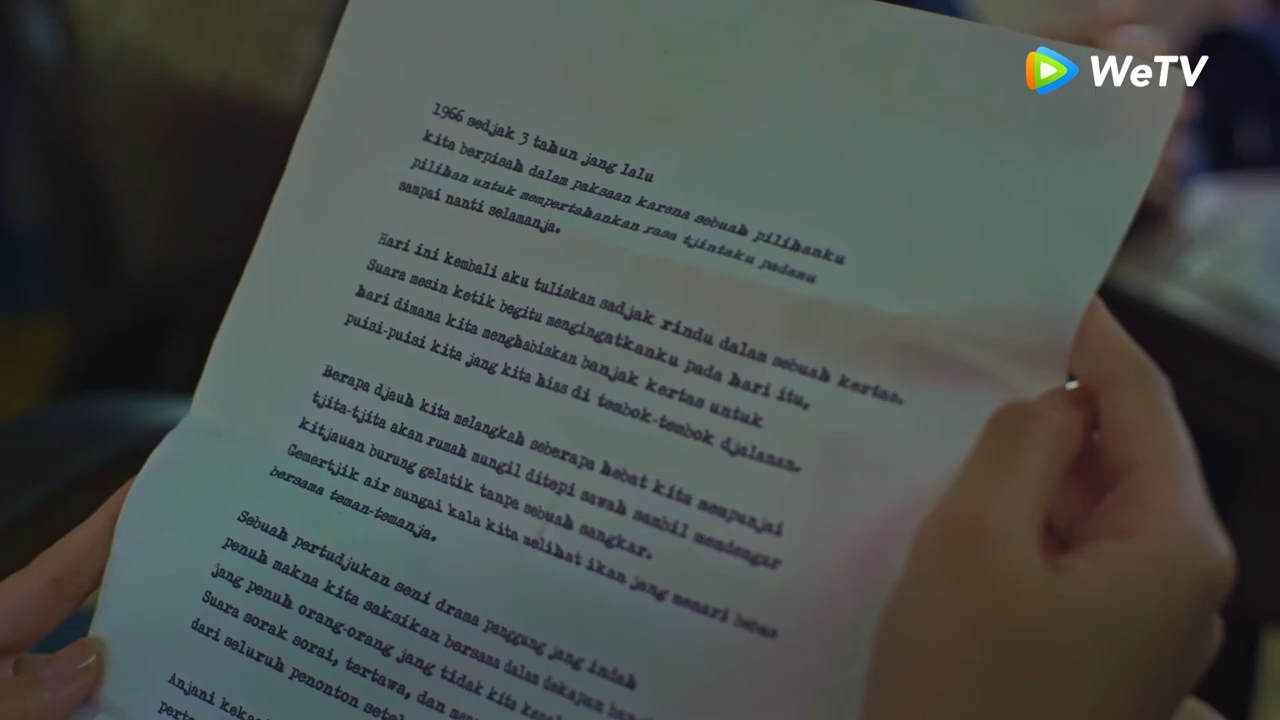 WeTV
1966 sedjak 3 tahun jang lalu
kita berpisah dalam paksaan karena sebuah pilihanku
pilihan untuk mempertahankan rasa tjintaku padamu
sampai nanti selamanja.
Hari ini kembali aku tuliskan sadjak rindu dalam sebuah kertas.
Suara mesin ketik begitu mengingatkanku pada hari itu,
hari dimana kita menghabiskan banjak kertas untuk
puisi-puisi kita jang kita hias di tembok-tembok djalanan.
Berapa djauh kita melangkah seberapa hebat kita mempunjai
tjita-tjita akan rumah mungil ditepi sawah sambil mendengar
kitjauan burung gelatik tanpa sebuah sangkar.
Gemertjik air sungai kala kita melihat ikan jang menari bebas
bersama teman-temanja.
Sebuah pertudjukan seni drama panggung jang indah
penuh makna kita saksikan bersama dalam dekapan
jang penuh orang-orang jang tidak kita
Suara sorak sorai, tertawa, dan
dari seluruh penonton
Anjani